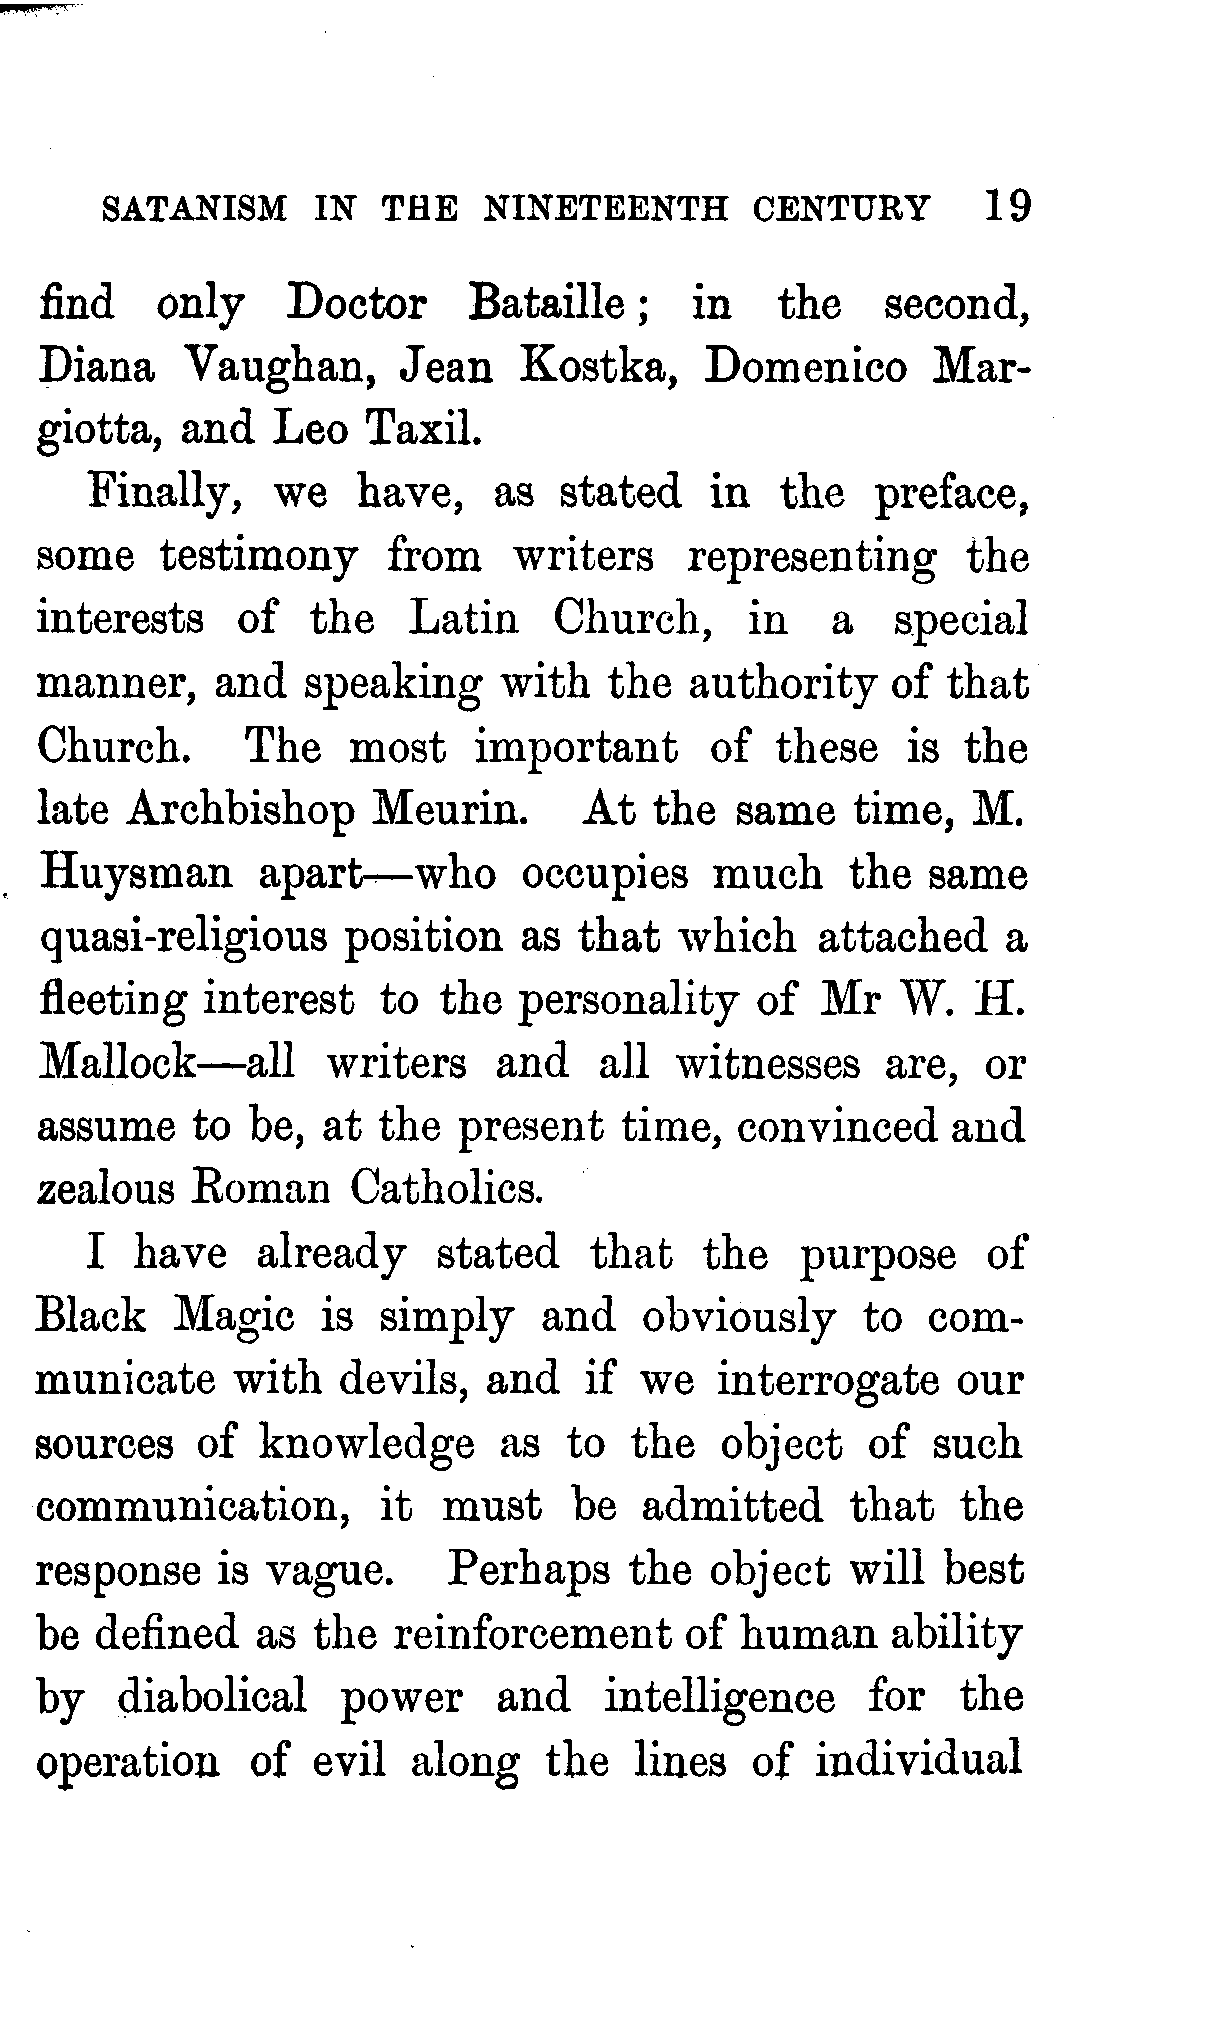 SATANISM IN THE NINETEENTH CENTURY 19
find only Doctor Bataille; in the second,
Diana Vaughan, Jean Kostka, Domenico Mar-
giotta, and Leo Taxil.
Finally, we have, as stated in the preface,
some testimony from writers representing the
interests of the Latin Church, in a special
manner, and speaking with the authority of that
Church. The most important of these is the
late Archbishop Meurin. At the same time, M.
Huysman apart—who occupies much the same
quasi-religious position as that which attached a
fleeting interest to the personality of Mr W. H.
Mallock—all writers and all witnesses are, or
assume to be, at the present time, convinced and
zealous Roman Catholics.
I have already stated that the purpose of
Black Magic is simply and obviously to com-
municate with devils, and if we interrogate our
sources of knowledge as to the object of such
communication, it must be admitted that the
response is vague. Perhaps the object will best
be defined as the reinforcement of human ability
by diabolical power and intelligence for the
operation of evil along the lines of individual